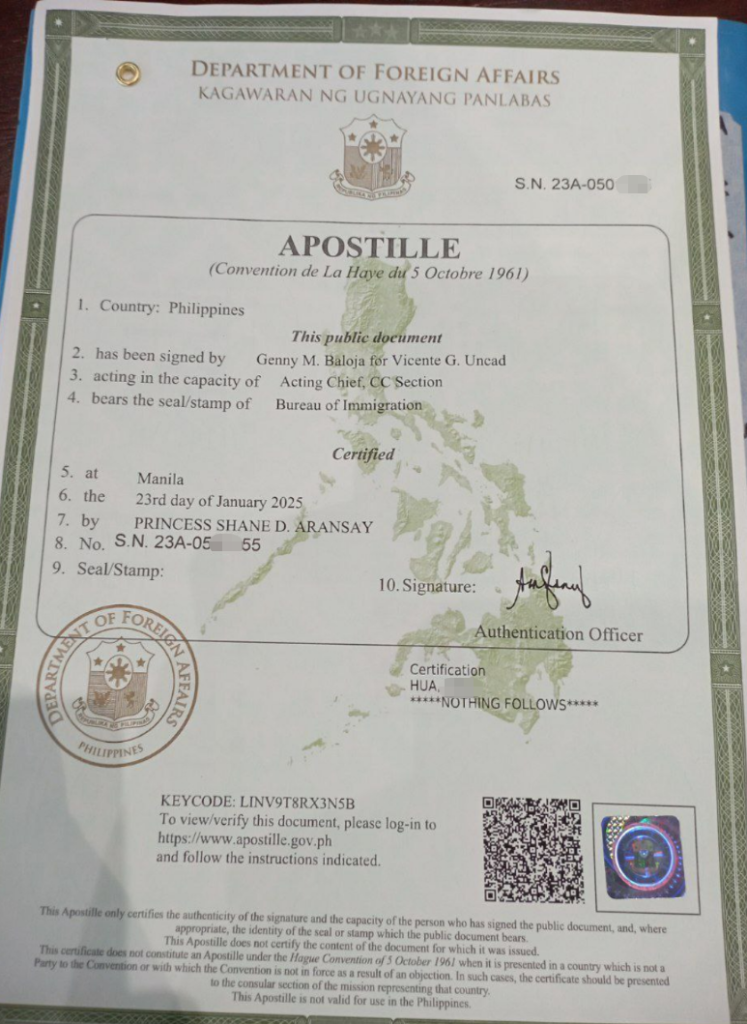 DEPARTMENT OF FOREIGN AFFAIRS
KAGAWARAN NG UGNAYANG PANLABAS
REPUBLIKA NG PILIPINAS
S.N. 23A-050
APOSTILLE
(Convention de La Haye du 5 Octobre 1961)
1. Country: Philippines
This public document
2. has been signed by Genny M. Baloja for Vicente G. Uncad
3. acting in the capacity of Acting Chief, CC Section
4. bears the seal/stamp of Bureau of Immigration
Certified
5. at Manila
6. the 23rd day of January 2025
7. by PRINCESS SHANE D. ARANSAY
8. No. S.N. 23A-05 55
9. Seal/Stamp:
10. Signature:
Authentication Officer
DEPARTMENT OF FOREIGN AFFAIRS
REPUBLIKA NG PILIPINAS
PHILIPPINES
Certification
HUA,
*****NOTHING FOLLOWS*****
KEYCODE: LINV9T8RX3N5B
To view/verify this document, please log-in to
https://www.apostille.gov.ph
and follow the instructions indicated.
This Apostille only certifies the authenticity of the signature and the capacity of the person who has signed the public document, and, where
appropriate, the identity of the seal or stamp which the public document bears.
This Apostille does not certify the content of the document for which it was issued.
This certificate does not constitute an Apostille under the Hague Convention of 5 October 1961 when it is presented in a country which is not a
Party to the Convention or with which the Convention is not in force as a result of an objection. In such cases, the certificate should be presented
to the consular section of the mission representing that country.
This Apostille is not valid for use in the Philippines.